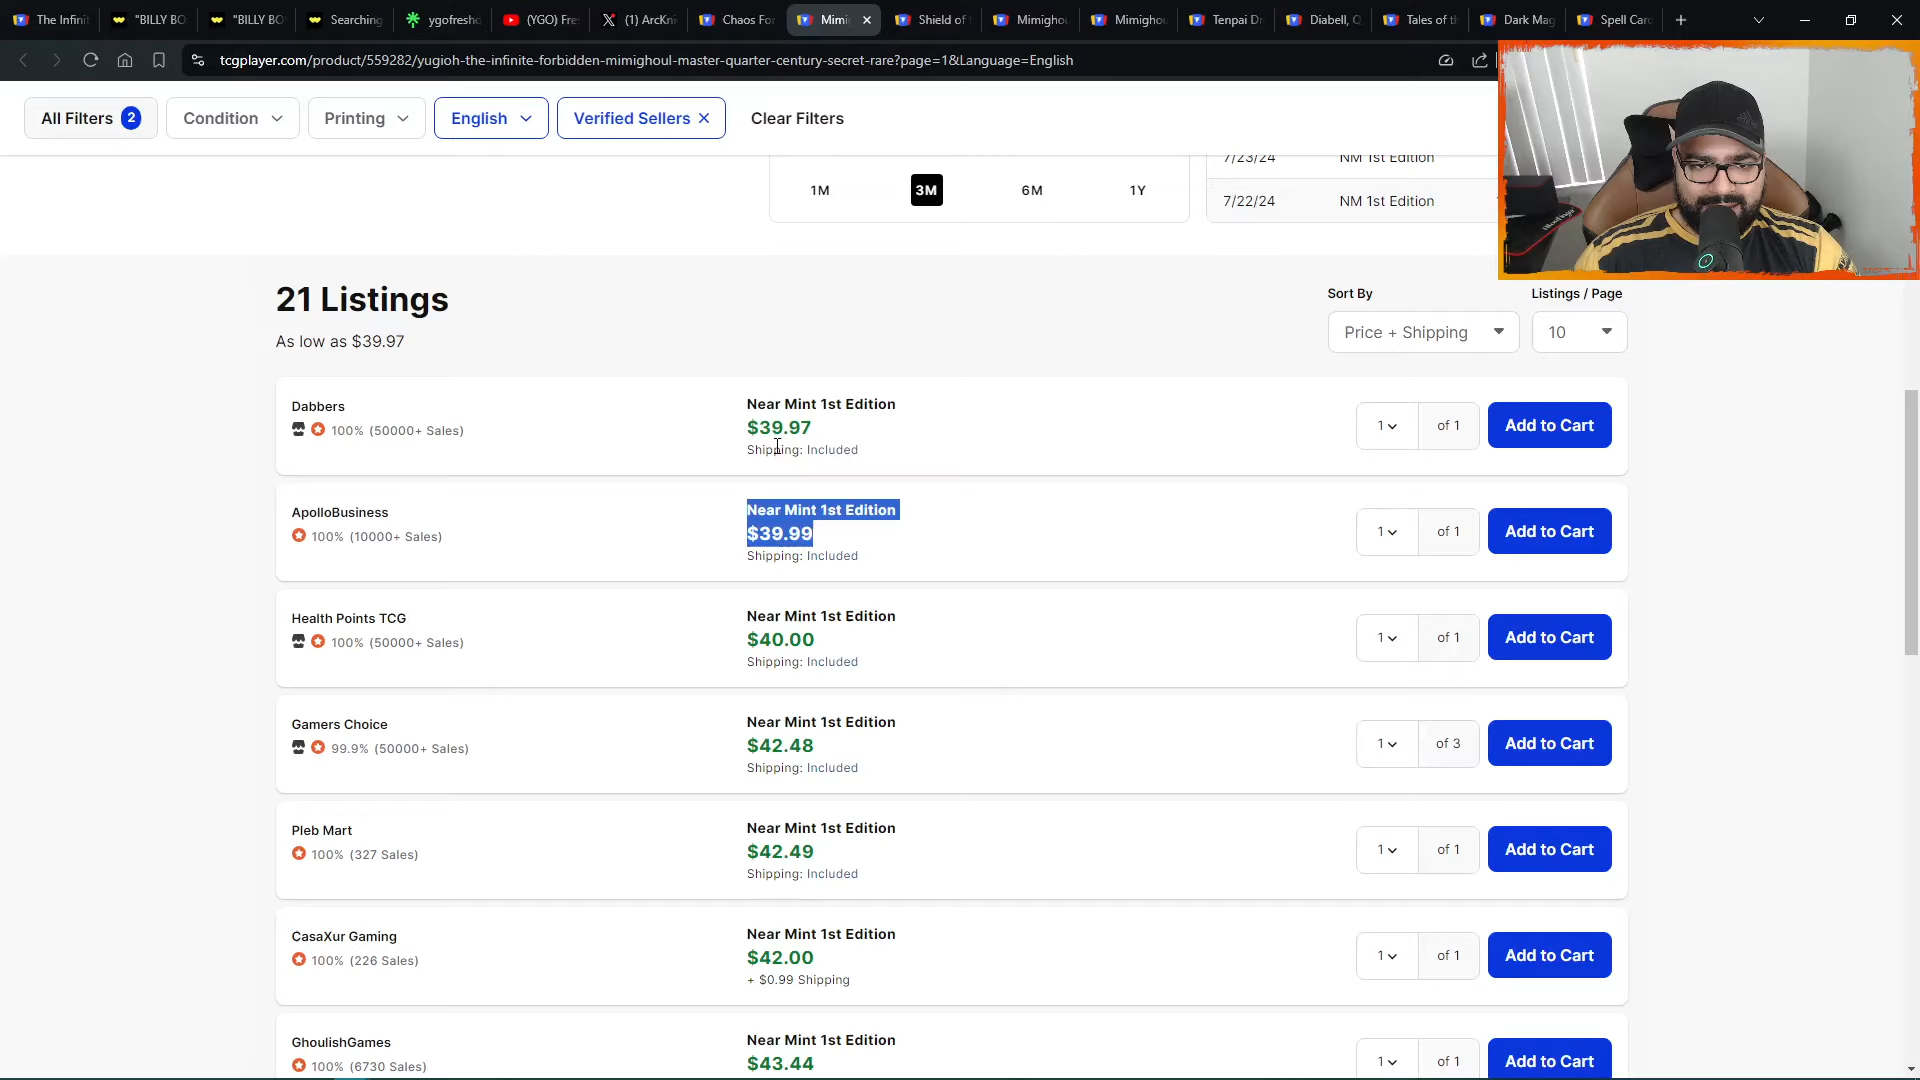 The Infinit
"BILLY BO
"BILLY BO
Searching
ygofresho
(YGO) Fre
(1) ArcKni
Chaos For
Mimi
Shield of
Mimighou
Mimighou
Tenpai Dr
Diabell, Q
Tales of th
Dark Mag
Spell Carc
tcgplayer.com/product/559282/yugioh-the-infinite-forbidden-mimighoul-master-quarter-century-secret-rare?page=1&Language=English
All Filters 2
Condition
Printing
English
Verified Sellers
Clear Filters
1M
3M
6M
1Y
7/23/24 NM 1st Edition
7/22/24 NM 1st Edition
21 Listings
As low as $39.97
Sort By
Price + Shipping
Listings / Page
10
Dabbers
100% (50000+ Sales)
Near Mint 1st Edition
$39.97
Shipping: Included
1 of 1
Add to Cart
ApolloBusiness
100% (10000+ Sales)
Near Mint 1st Edition
$39.99
Shipping: Included
1 of 1
Add to Cart
Health Points TCG
100% (50000+ Sales)
Near Mint 1st Edition
$40.00
Shipping: Included
1 of 1
Add to Cart
Gamers Choice
99.9% (50000+ Sales)
Near Mint 1st Edition
$42.48
Shipping: Included
1 of 3
Add to Cart
Pleb Mart
100% (327 Sales)
Near Mint 1st Edition
$42.49
Shipping: Included
1 of 1
Add to Cart
CasaXur Gaming
100% (226 Sales)
Near Mint 1st Edition
$42.00
+ $0.99 Shipping
1 of 1
Add to Cart
GhoulishGames
100% (6730 Sales)
Near Mint 1st Edition
$43.44
1 of 1
Add to Cart